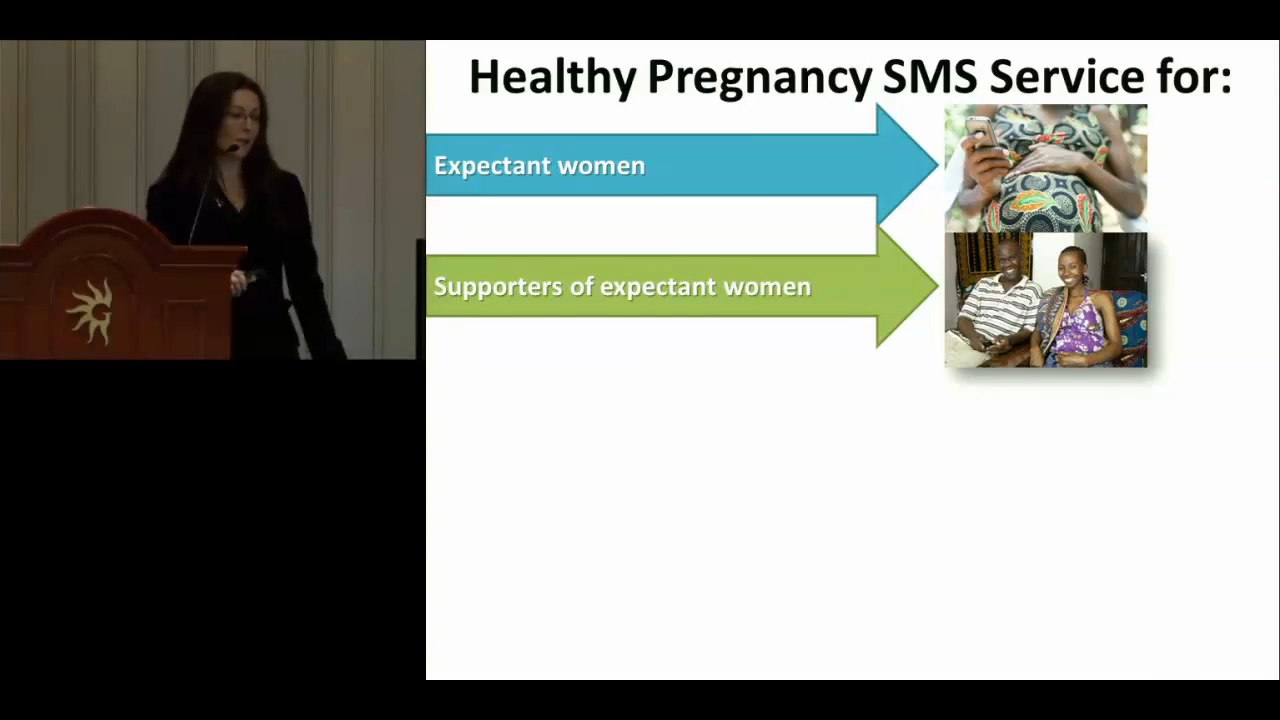 Healthy Pregnancy SMS Service for:
Expectant women
Supporters of expectant women